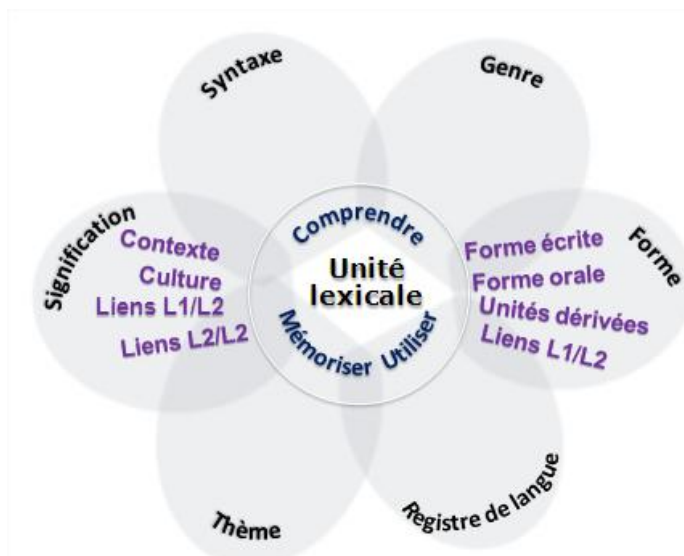 Syntaxe
Genre
Signification
Contexte
Culture
Liens L1/L2
Liens L2/L2
Comprendre
Unité
lexicale
Mémoriser Utiliser
Forme
Forme écrite
Forme orale
Unités dérivées
Liens L1/L2
Thème
Registre de langue